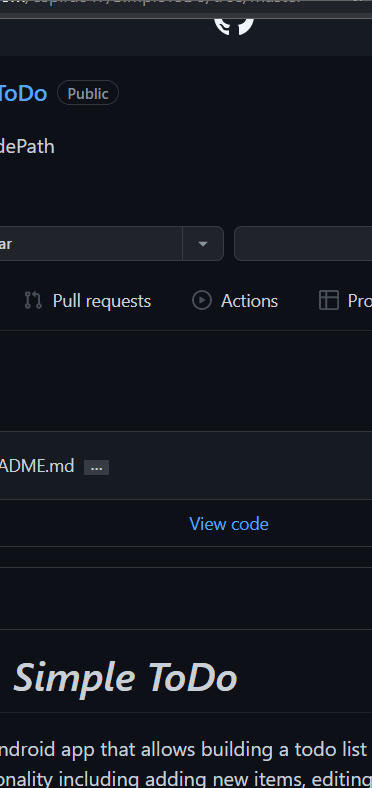 ToDo Public
dePath
ar
Pull requests Actions Pro
ADME.md ...
View code
Simple ToDo
ndroid app that allows building a todo list
onality including adding new items, editing